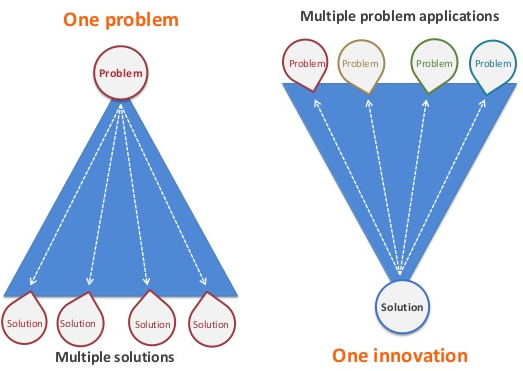 One problem
Problem
Solution
Solution
Solution
Solution
Multiple solutions
Multiple problem applications
Problem
Problem
Problem
Problem
Solution
One innovation